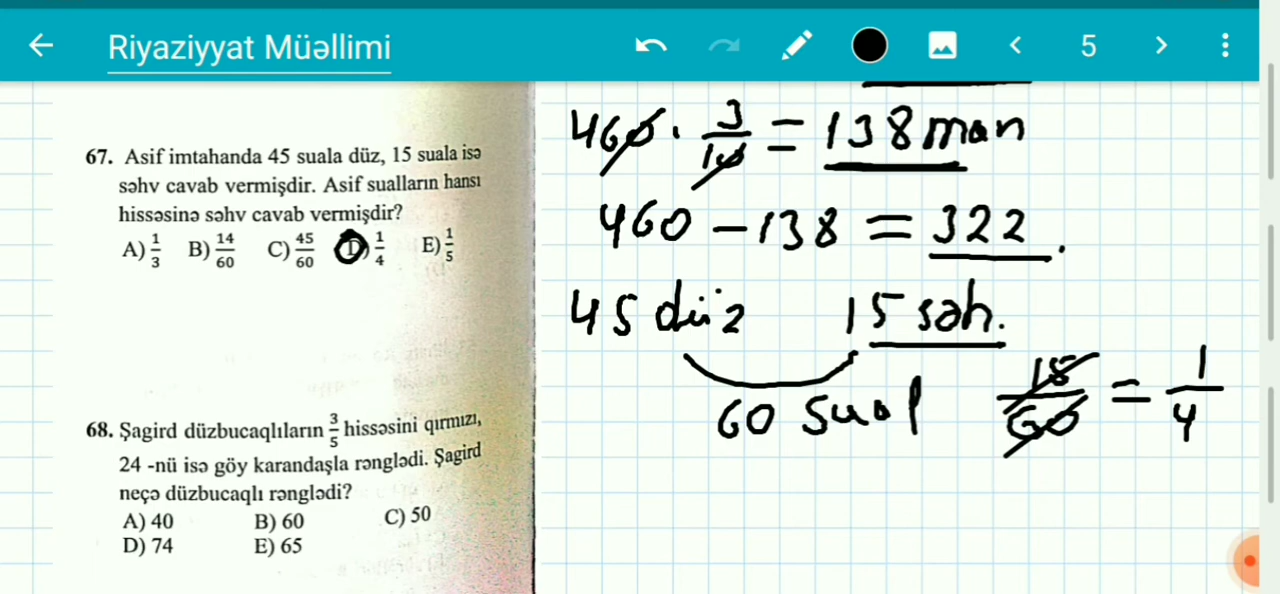 Riyaziyyat Müəllimi
5
67. Asif imtahanda 45 suala düz, 15 suala isə
səhv cavab vermişdir. Asif sualların hansı
hissəsinə səhv cavab vermişdir?
A) 1/3 B) 14/60 C) 45/60 D) 1/4 E) 1/5
68. Şagird düzbucaqlıların 3/5 hissəsini qırmızı,
24 -nü isə göy karandaşla rənglədi. Şagird
neçə düzbucaqlı rənglədi?
A) 40 B) 60 C) 50
D) 74 E) 65
460 · 3/10 = 138 man
460 - 138 = 322.
45 düz 15 səh.
60 sual 15/60 = 1/4